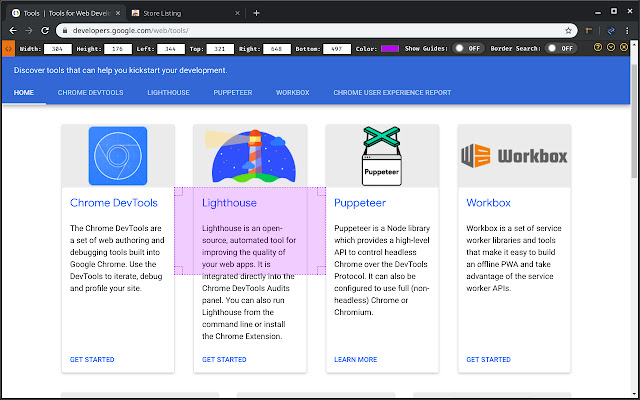 Tools | Tools for Web Develo
Store Listing
developers.google.com/web/tools/
Width: 304 Height: 176 Left: 344 Top: 321 Right: 648 Bottom: 497 Color: Show Guides: OFF Border Search: OFF
Discover tools that can help you kickstart your development.
HOME CHROME DEVTOOLS LIGHTHOUSE PUPPETEER WORKBOX CHROME USER EXPERIENCE REPORT
Puppeteer
Workbox
Chrome DevTools
The Chrome DevTools are
a set of web authoring and
debugging tools built into
Google Chrome. Use the
DevTools to iterate, debug
and profile your site.
GET STARTED
Lighthouse
Lighthouse is an open-
source, automated tool for
improving the quality of
your web apps. It is
integrated directly into the
Chrome DevTools Audits
panel. You can also run
Lighthouse from the
command line or install
the Chrome Extension.
GET STARTED
Puppeteer
Puppeteer is a Node library
which provides a high-level
API to control headless
Chrome over the DevTools
Protocol. It can also be
configured to use full (non-
headless) Chrome or
Chromium.
LEARN MORE
Workbox
Workbox is a set of service
worker libraries and tools
that make it easy to build
an offline PWA and take
advantage of the service
worker APIs.
GET STARTED